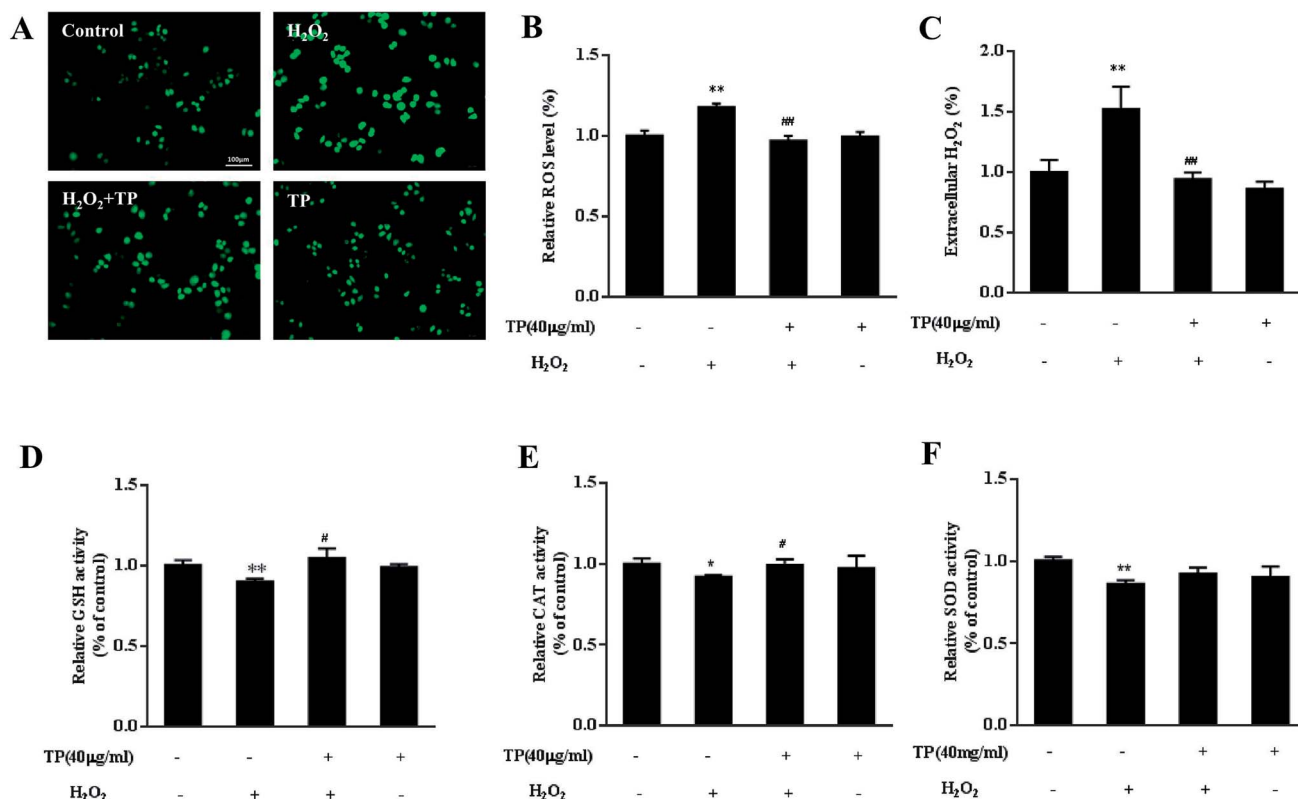 A
Control
H₂O₂
100μm
H₂O₂+TP
TP
B
Relative ROS level (%)
1.5
1.0
0.5
0.0
**
##
TP(40μg/ml) - - + +
H₂O₂ - + + -
C
Extracellular H₂O₂ (%)
2.0
1.5
1.0
0.5
0.0
**
##
TP(40μg/ml) - - + +
H₂O₂ - + + -
D
Relative GSH activity
(% of control)
1.5
1.0
0.5
0.0
**
#
TP(40μg/ml) - - + +
H₂O₂ - + + -
E
Relative CAT activity
(% of control)
1.5
1.0
0.5
0.0
*
#
TP(40μg/ml) - - + +
H₂O₂ - + + -
F
Relative SOD activity
(% of control)
1.5
1.0
0.5
0.0
**
TP(40mg/ml) - - + +
H₂O₂ - + + -